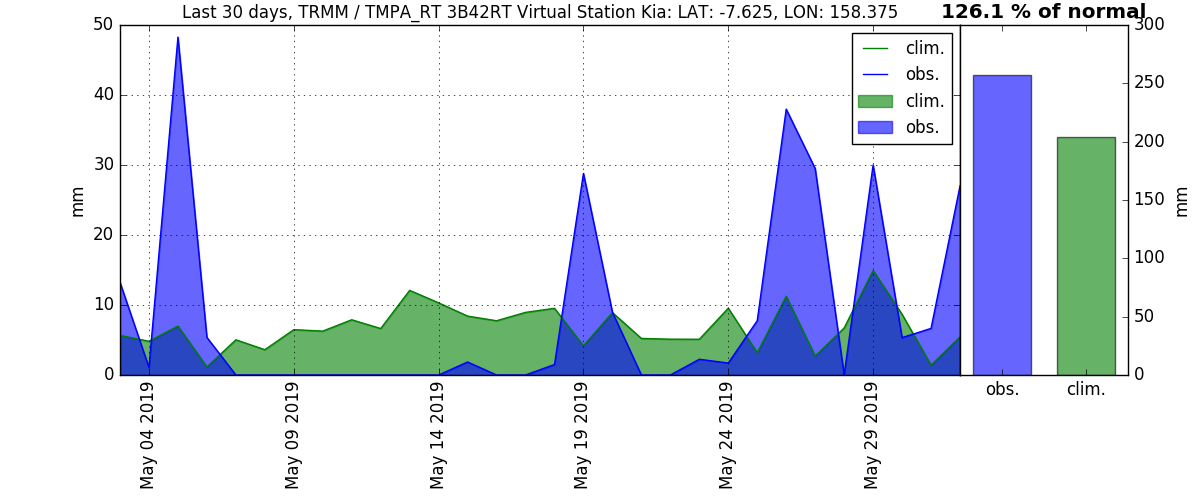 Last 30 days, TRMM / TMPA_RT 3B42RT Virtual Station Kia: LAT: -7.625, LON: 158.375
126.1 % of normal
50
40
30
20
10
0
mm
clim.
obs.
clim.
obs.
300
250
200
150
100
50
0
mm
May 04 2019
May 09 2019
May 14 2019
May 19 2019
May 24 2019
May 29 2019
obs.
clim.